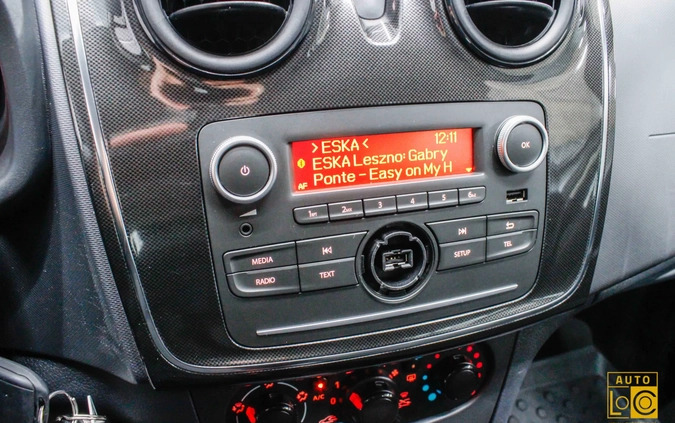 > ESKA < 12:11
ESKA Leszno: Gabry
AF Ponte - Easy on My H
OK
1 2 3 4 5 6
MEDIA
RADIO TEXT
SETUP TEL
A/C 1
AUTO